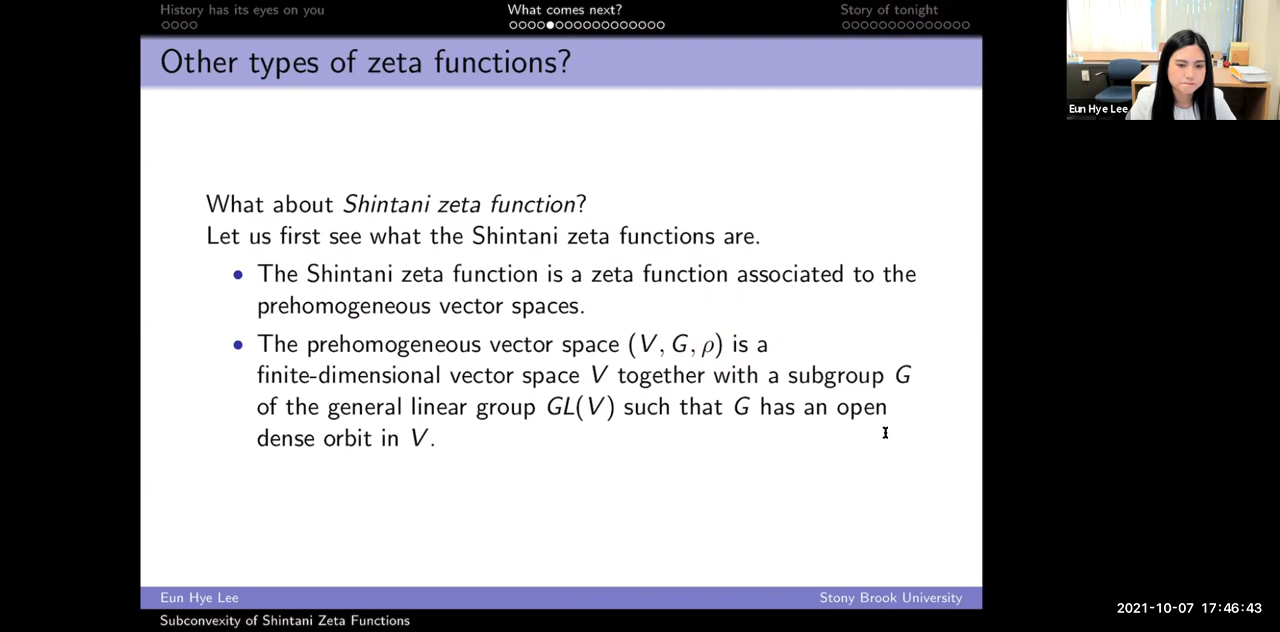 History has its eyes on you
What comes next?
Story of tonight
Other types of zeta functions?
Eun Hye Lee
What about Shintani zeta function?
Let us first see what the Shintani zeta functions are.
• The Shintani zeta function is a zeta function associated to the
prehomogeneous vector spaces.
• The prehomogeneous vector space (V, G, ρ) is a
finite-dimensional vector space V together with a subgroup G
of the general linear group GL(V) such that G has an open
dense orbit in V.
Eun Hye Lee
Stony Brook University
Subconvexity of Shintani Zeta Functions
2021-10-07 17:46:43